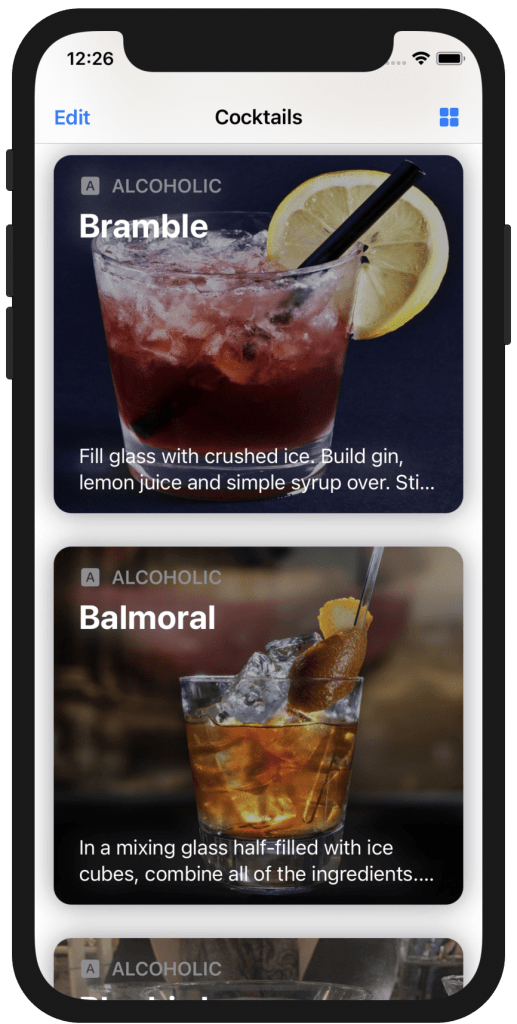 12:26
Edit
Cocktails
A ALCOHOLIC
Bramble
Fill glass with crushed ice. Build gin,
lemon juice and simple syrup over. Sti...
A ALCOHOLIC
Balmoral
In a mixing glass half-filled with ice
cubes, combine all of the ingredients....
A ALCOHOLIC